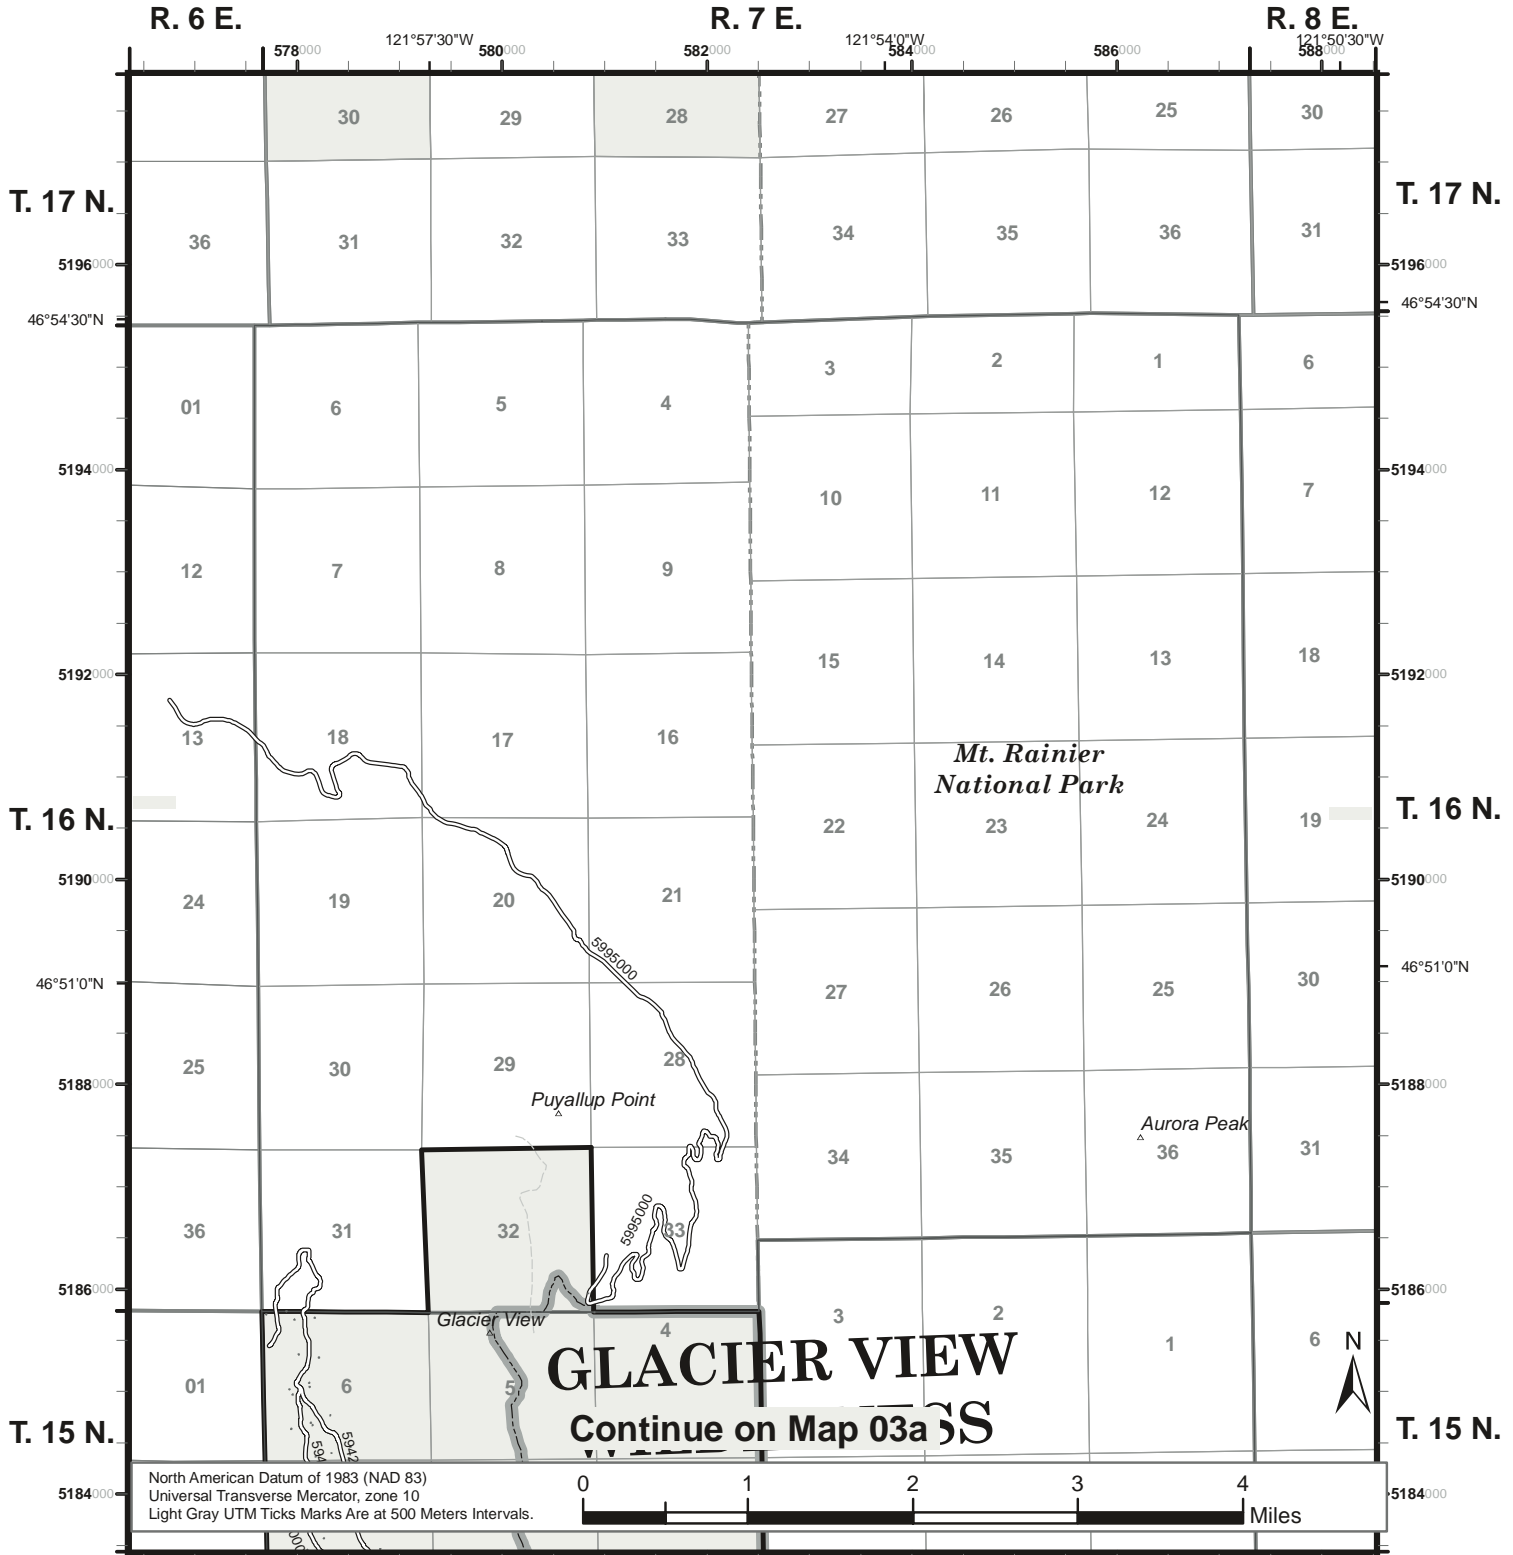 R. 6 E. R. 7 E. R. 8 E.
121°57'30"W 121°54'0"W 121°50'30"W
578000 580000 582000 584000 586000 588000
30 29 28 27 26 25 30
T. 17 N. T. 17 N.
36 31 32 33 34 35 36 31
5196000 5196000
46°54'30"N 46°54'30"N
3 2 1 6
01 6 5 4
5194000 5194000
10 11 12 7
12 7 8 9
15 14 13 18
5192000 5192000
13 18 17 16
Mt. Rainier
National Park
T. 16 N. T. 16 N.
22 23 24 19
5190000 5190000
24 19 20 21
5995000
46°51'0"N 46°51'0"N
27 26 25 30
25 30 29 28
5188000 5188000
Puyallup Point
Aurora Peak
34 35 36 31
5995000
36 31 32 33
5186000 5186000
Glacier View
4 3 2 1 6
N
GLACIER VIEW
01 6 5
Continue on Map 03a
T. 15 N. T. 15 N.
5942
594
North American Datum of 1983 (NAD 83)
Universal Transverse Mercator, zone 10
Light Gray UTM Ticks Marks Are at 500 Meters Intervals.
0 1 2 3 4
Miles
5184000 5184000